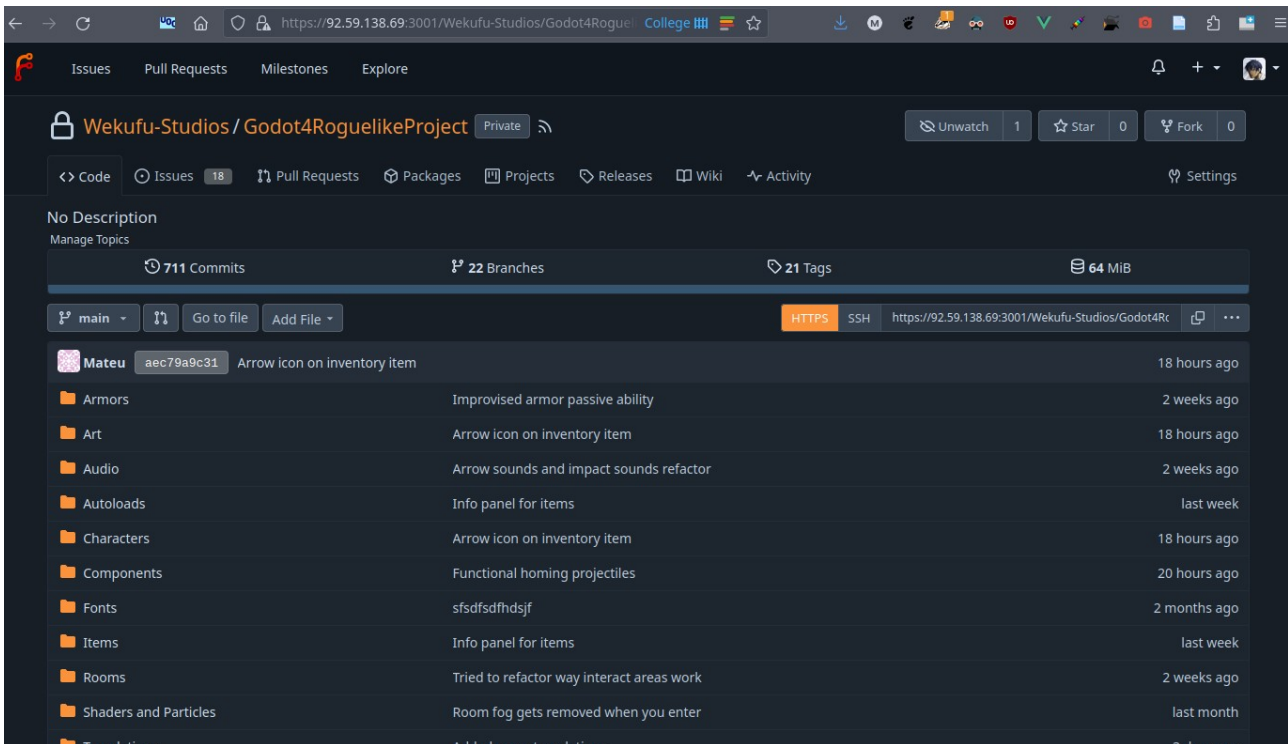 https://92.59.138.69:3001/Wekufu-Studios/Godot4Rogueli College
Issues Pull Requests Milestones Explore
Wekufu-Studios / Godot4RoguelikeProject Private Unwatch 1 Star 0 Fork 0
<> Code Issues 18 Pull Requests Packages Projects Releases Wiki Activity Settings
No Description
Manage Topics
711 Commits 22 Branches 21 Tags 64 MiB
main Go to file Add File HTTPS SSH https://92.59.138.69:3001/Wekufu-Studios/Godot4Rc ...
Mateu aec79a9c31 Arrow icon on inventory item 18 hours ago
Armors Improvised armor passive ability 2 weeks ago
Art Arrow icon on inventory item 18 hours ago
Audio Arrow sounds and impact sounds refactor 2 weeks ago
Autoloads Info panel for items last week
Characters Arrow icon on inventory item 18 hours ago
Components Functional homing projectiles 20 hours ago
Fonts sfsdfsdfhdsjf 2 months ago
Items Info panel for items last week
Rooms Tried to refactor way interact areas work 2 weeks ago
Shaders and Particles Room fog gets removed when you enter last month